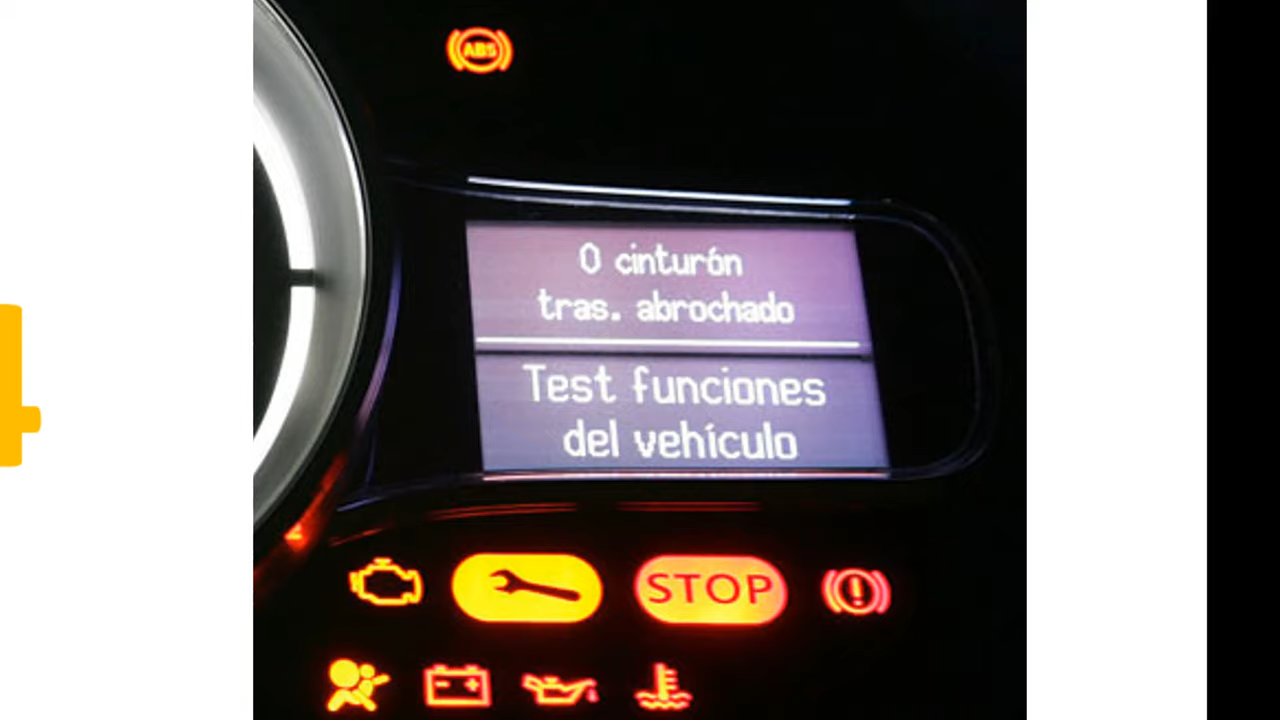 ABS
0 cinturón
tras. abrochado
Test funciones
del vehículo
STOP